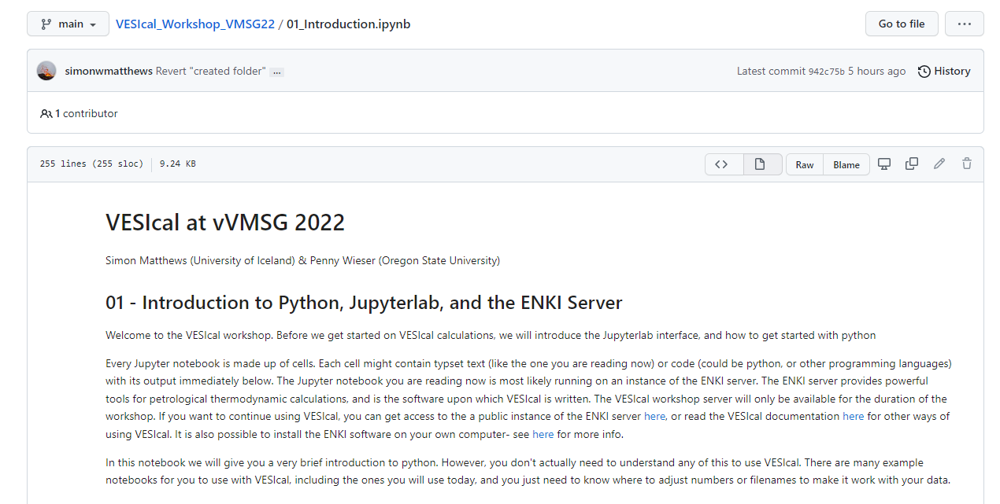 main VESIcal_Workshop_VMSG22 / 01_Introduction.ipynb Go to file ...
simonwmatthews Revert "created folder" ... Latest commit 942c75b 5 hours ago History
1 contributor
255 lines (255 sloc) 9.24 KB <> Raw Blame
VESIcal at vVMSG 2022
Simon Matthews (University of Iceland) & Penny Wieser (Oregon State University)
01 - Introduction to Python, Jupyterlab, and the ENKI Server
Welcome to the VESIcal workshop. Before we get started on VESIcal calculations, we will introduce the Jupyterlab interface, and how to get started with python
Every Jupyter notebook is made up of cells. Each cell might contain typset text (like the one you are reading now) or code (could be python, or other programming languages)
with its output immediately below. The Jupyter notebook you are reading now is most likely running on an instance of the ENKI server. The ENKI server provides powerful
tools for petrological thermodynamic calculations, and is the software upon which VESIcal is written. The VESIcal workshop server will only be available for the duration of the
workshop. If you want to continue using VESIcal, you can get access to the a public instance of the ENKI server here, or read the VESIcal documentation here for other ways of
using VESIcal. It is also possible to install the ENKI software on your own computer- see here for more info.
In this notebook we will give you a very brief introduction to python. However, you don't actually need to understand any of this to use VESIcal. There are many example
notebooks for you to use with VESIcal, including the ones you will use today, and you just need to know where to adjust numbers or filenames to make it work with your data.